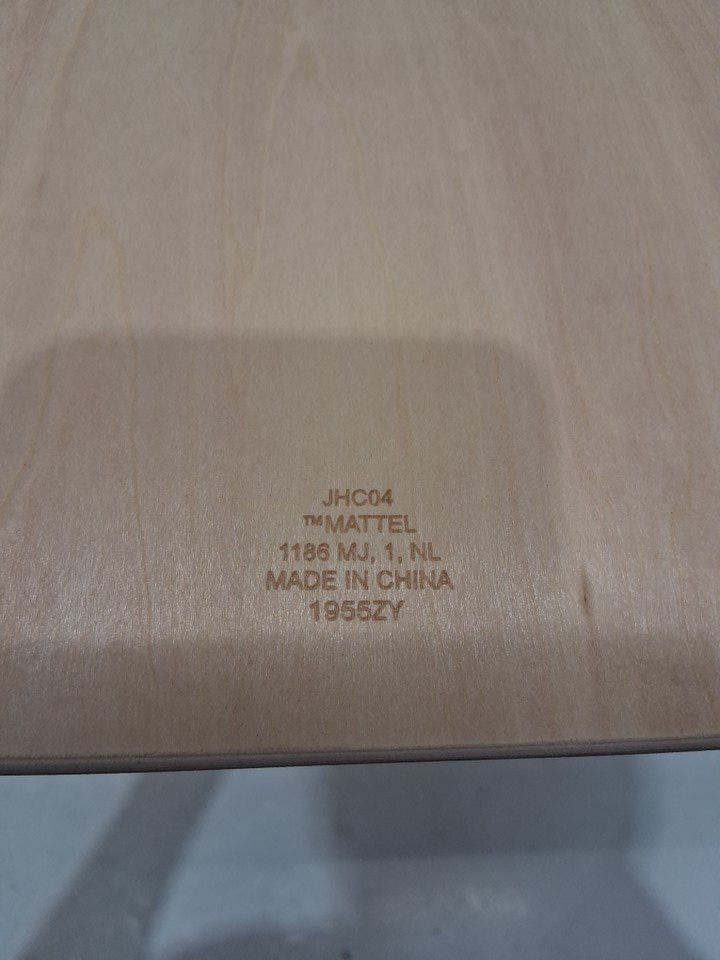 JHC04
™MATTEL
1186 MJ, 1, NL
MADE IN CHINA
1955ZY